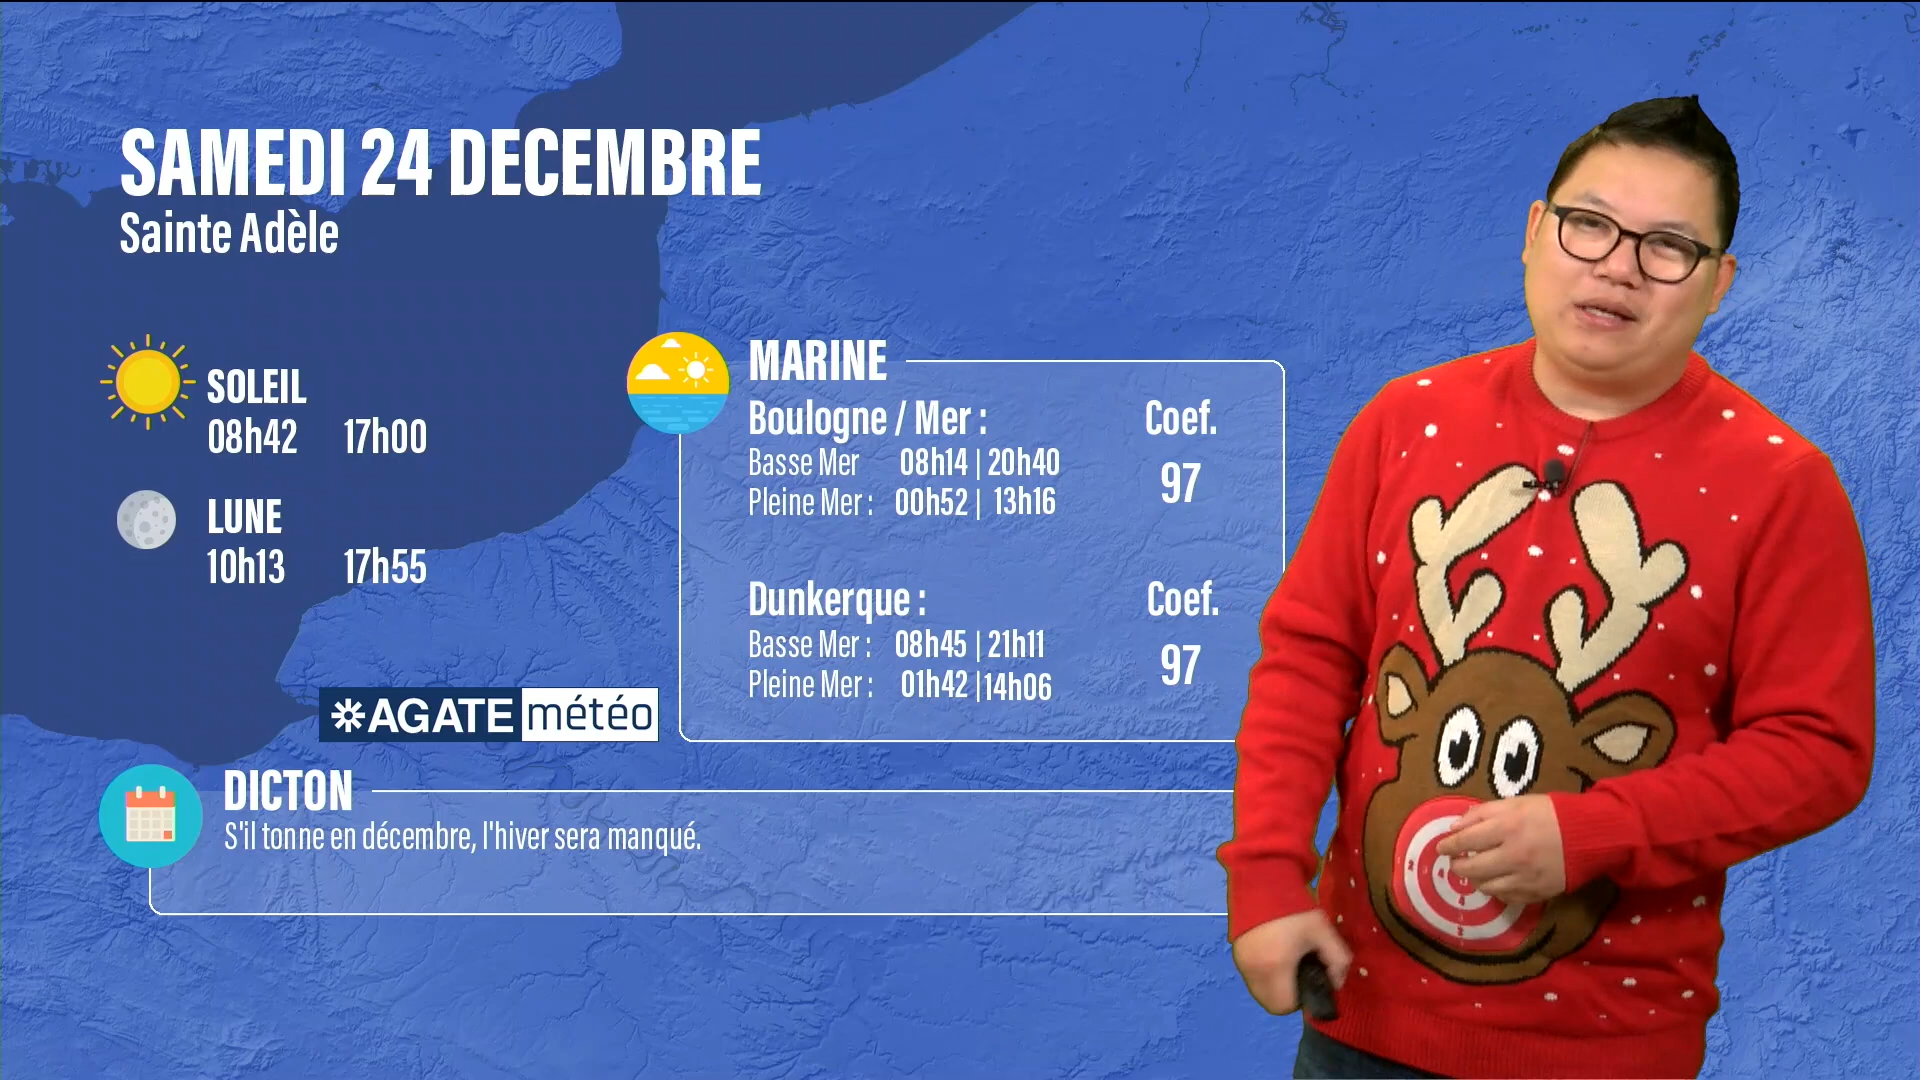 SAMEDI 24 DECEMBRE
Sainte Adèle
SOLEIL
08h42 17h00
LUNE
10h13 17h55
MARINE
Boulogne / Mer : Coef.
Basse Mer 08h14 | 20h40
97
Pleine Mer : 00h52 | 13h16
Dunkerque : Coef.
Basse Mer : 08h45 | 21h11
97
Pleine Mer : 01h42 | 14h06
AGATE météo
DICTON
S'il tonne en décembre, l'hiver sera manqué.